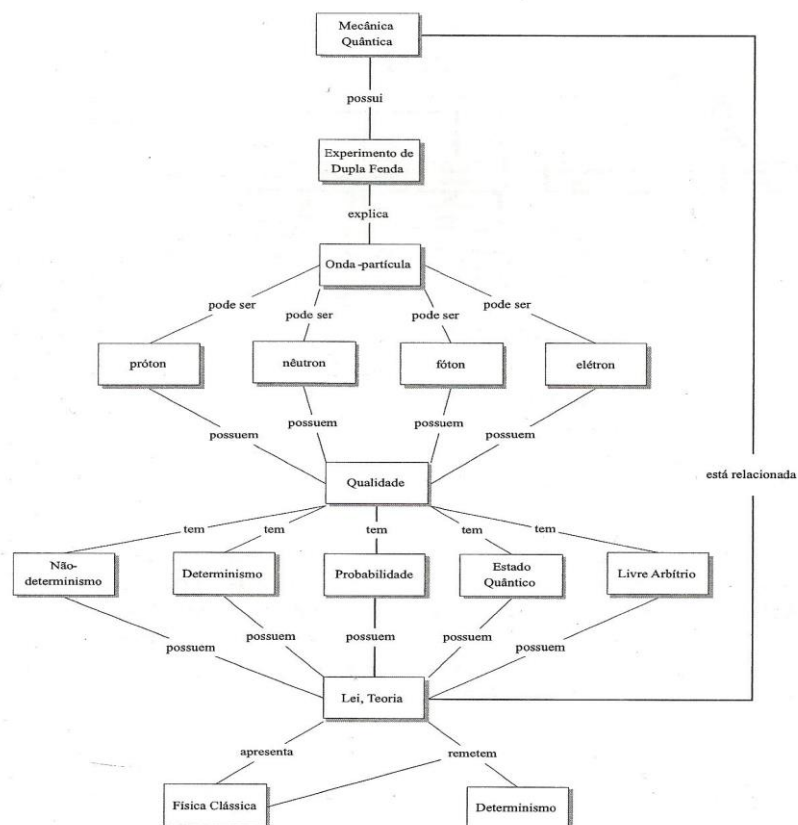 Mecânica
Quântica
possui
Experimento de
Dupla Fenda
explica
Onda-partícula
pode ser
pode ser
pode ser
pode ser
próton
nêutron
fóton
elétron
possuem
possuem
possuem
possuem
está relacionada
Qualidade
tem
tem
tem
tem
tem
Não-
determinismo
Determinismo
Probabilidade
Estado
Quântico
Livre Arbítrio
possuem
possuem
possuem
possuem
possuem
Lei, Teoria
apresenta
remetem
Física Clássica
Determinismo